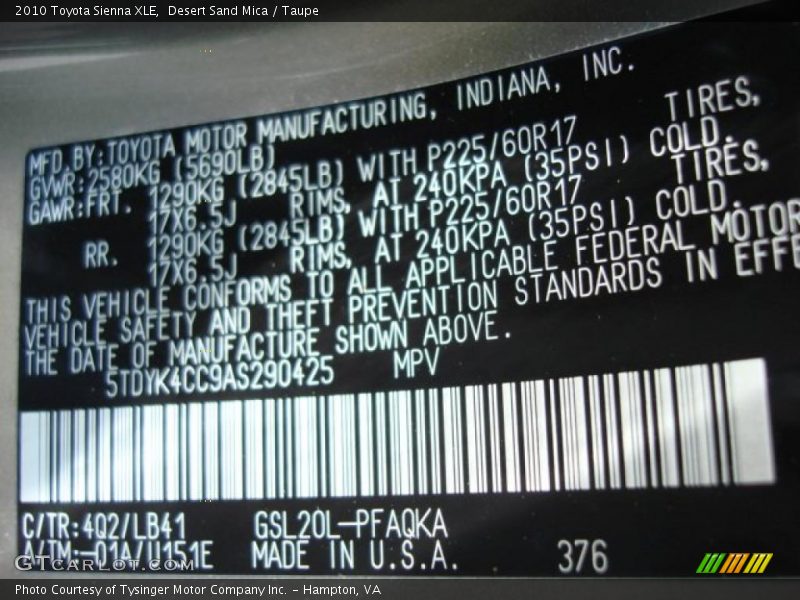 2010 Toyota Sienna XLE,  Desert Sand Mica / Taupe
MFD. BY: TOYOTA MOTOR MANUFACTURING, INDIANA, INC.
GVWR: 2580KG (5690LB)
GAWR: FRT. 1290KG (2845LB) WITH P225/60R17 TIRES,
17X6.5J RIMS, AT 240KPA (35PSI) COLD.
RR. 1290KG (2845LB) WITH P225/60R17 TIRES,
17X6.5J RIMS, AT 240KPA (35PSI) COLD.
THIS VEHICLE CONFORMS TO ALL APPLICABLE FEDERAL MOTOR
VEHICLE SAFETY AND THEFT PREVENTION STANDARDS IN EFFE
THE DATE OF MANUFACTURE SHOWN ABOVE.
5TDYK4CC9AS290425 MPV
C/TR: 4Q2/LB41 GSL20L-PFAQKA
A/TM: -01A/U151E MADE IN U.S.A. 376
GTCARLOT.COM
Photo Courtesy of Tysinger Motor Company Inc. - Hampton, VA